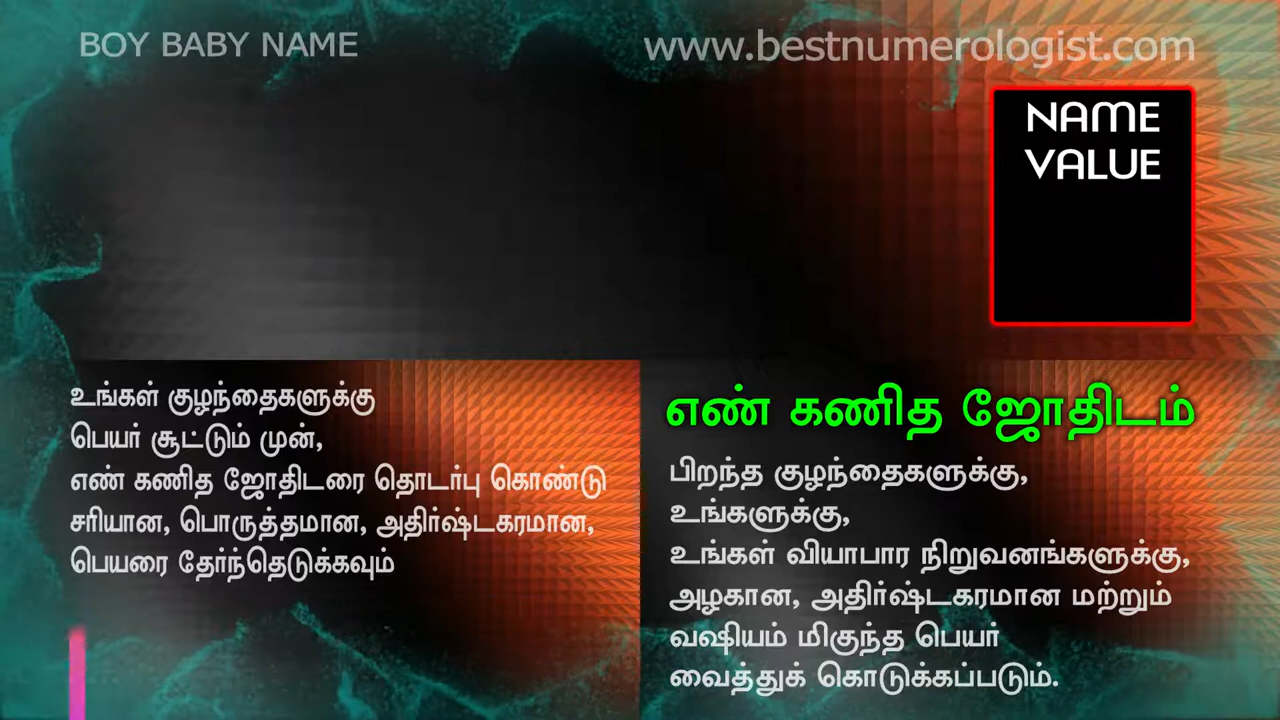 BOY BABY NAME
www.bestnumerologist.com
NAME
VALUE
உங்கள் குழந்தைகளுக்கு
பெயர் சூட்டும் முன்,
எண் கணித ஜோதிடரை தொடர்பு கொண்டு
சரியான, பொருத்தமான, அதிர்ஷ்டகரமான,
பெயரை தேர்ந்தெடுக்கவும்
எண் கணித ஜோதிடம்
பிறந்த குழந்தைகளுக்கு,
உங்களுக்கு,
உங்கள் வியாபார நிறுவனங்களுக்கு,
அழகான, அதிர்ஷ்டகரமான மற்றும்
வஷியம் மிகுந்த பெயர்
வைத்துக் கொடுக்கப்படும்.